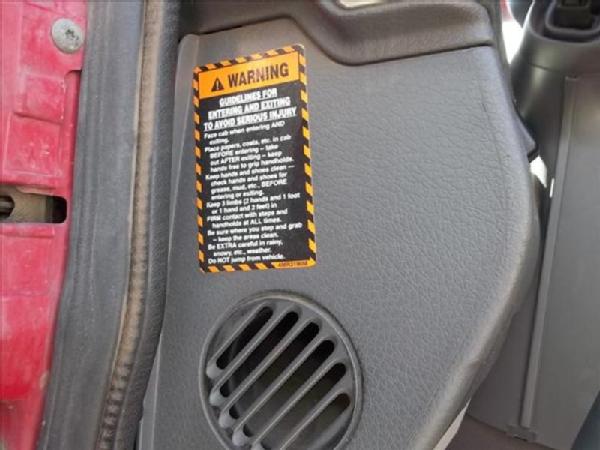 WARNING
GUIDELINES FOR
ENTERING AND EXITING
TO AVOID SERIOUS INJURY
Face cab when entering AND
exiting.
Place papers, coats, etc. in cab
BEFORE entering – take
out AFTER exiting – keep
hands free to grip handholds.
Keep hands and shoes clean —
check hands and shoes for
grease, mud, etc., BEFORE
entering or exiting.
Keep 3 limbs (2 hands and 1 foot
or 1 hand and 2 feet) in
FIRM contact with steps and
handholds at ALL times.
Be sure where you step and grab
– keep the areas clean.
Be EXTRA careful in rainy,
snowy, etc., weather.
Do NOT jump from vehicle.